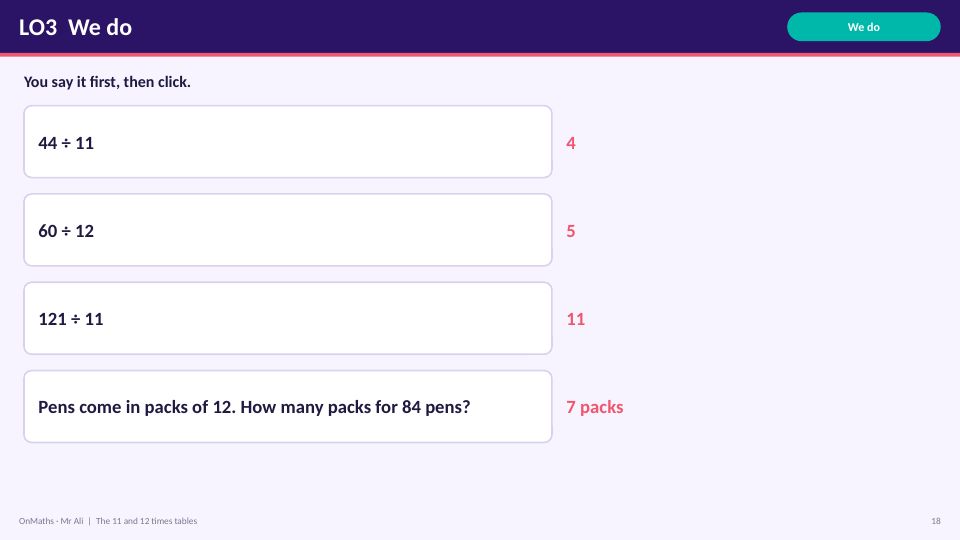 LO3 We do
We do
You say it first, then click.
44 ÷ 11
4
60 ÷ 12
5
121 ÷ 11
11
Pens come in packs of 12. How many packs for 84 pens?
7 packs
OnMaths - Mr Ali | The 11 and 12 times tables
18